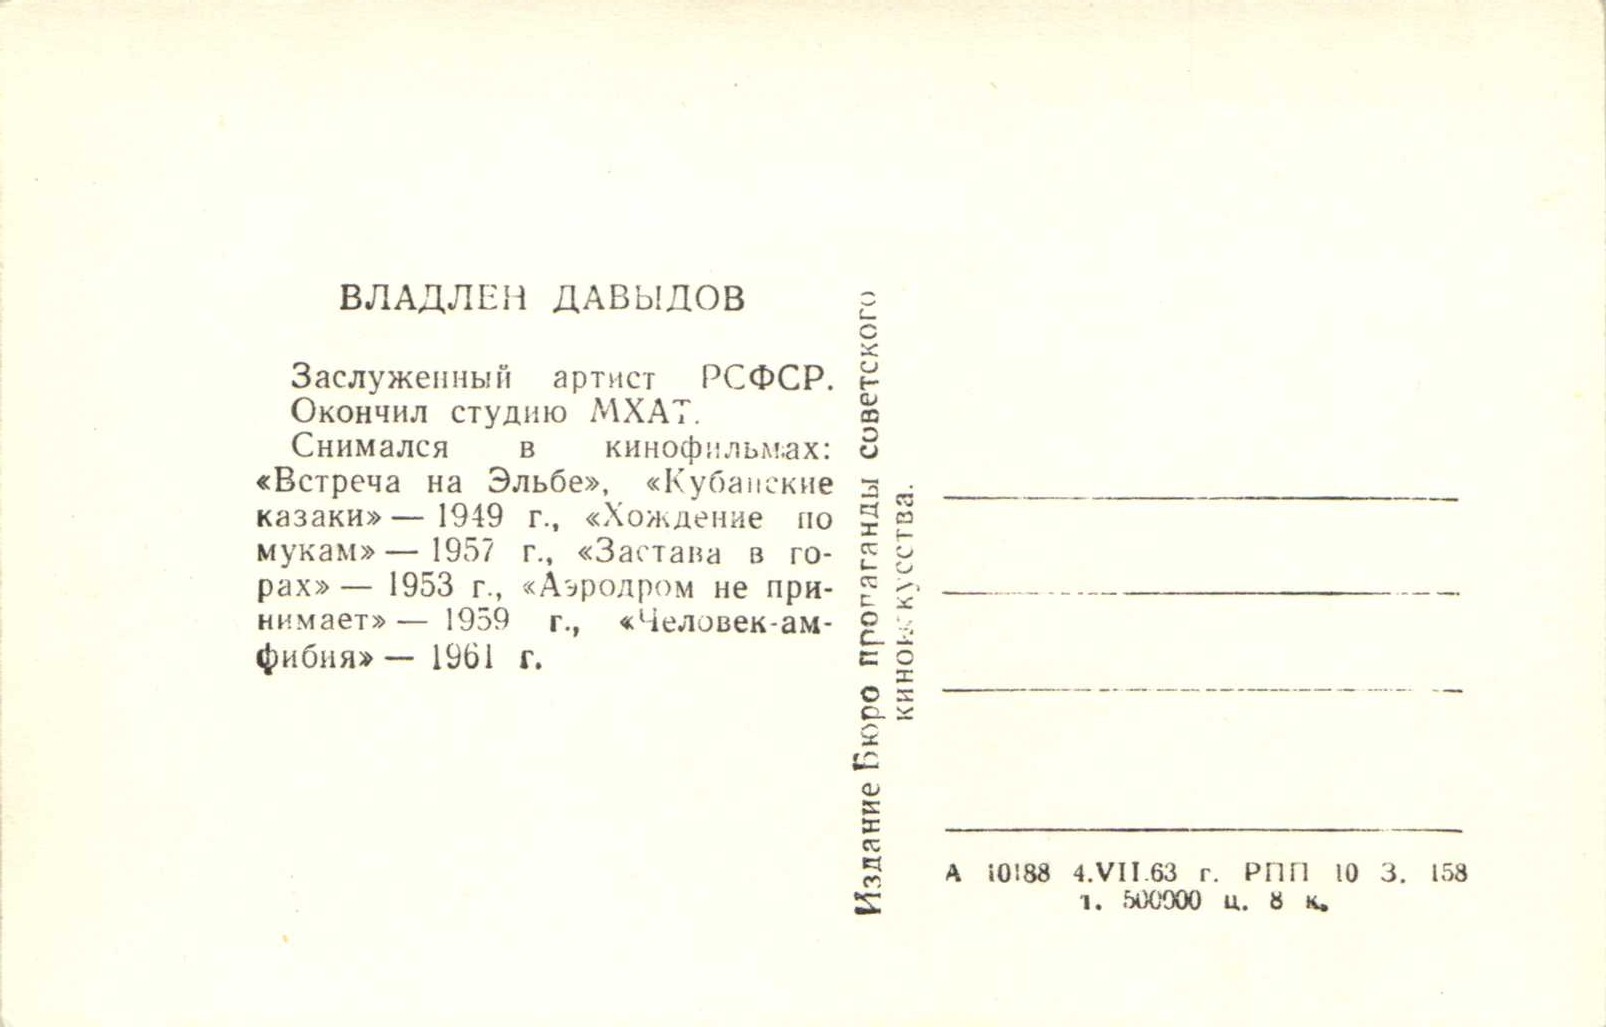 ВЛАДЛЕН ДАВЫДОВ
Заслуженный артист РСФСР.
Окончил студию МХАТ.
Снимался в кинофильмах:
«Встреча на Эльбе», «Кубанские
казаки» — 1949 г., «Хождение по
мукам» — 1957 г., «Застава в го-
рах» — 1953 г., «Аэродром не при-
нимает» — 1959 г., «Человек-ам-
фибия» — 1961 г.
Издание Бюро пропаганды советского
киноискусства.
А 10188 4.VII.63 г. РПП 10 З. 158
т. 500000 ц. 8 к.